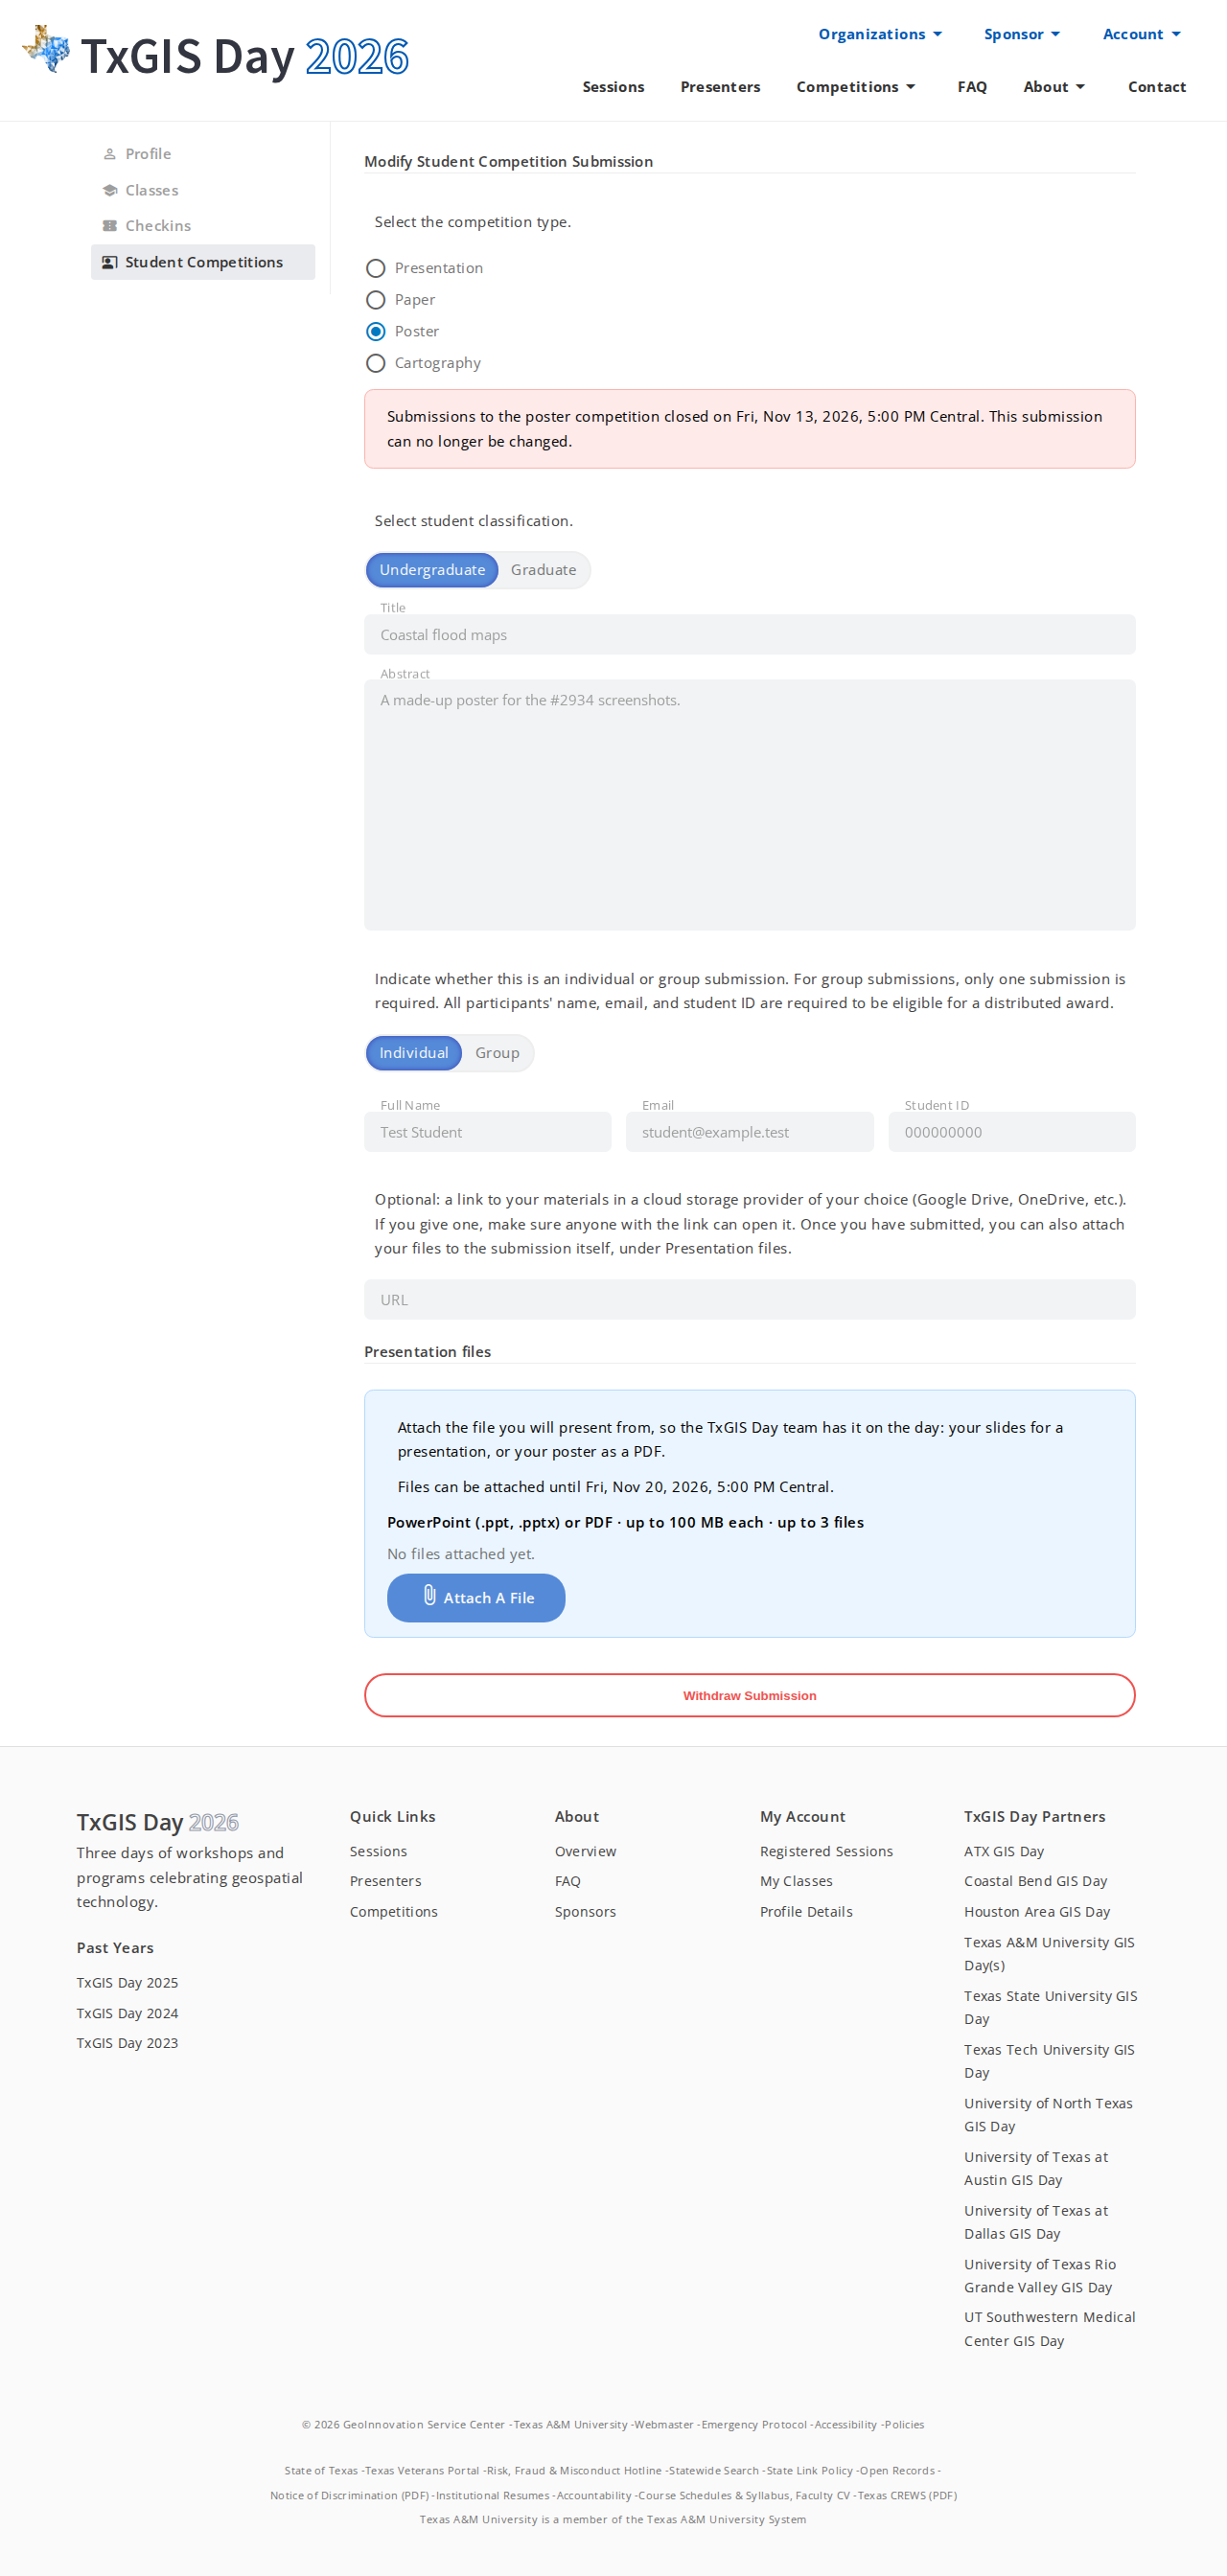 TxGIS Day 2026
Organizations
Sponsor
Account
Sessions
Presenters
Competitions
FAQ
About
Contact
Profile
Classes
Checkins
Student Competitions
Modify Student Competition Submission
Select the competition type.
Presentation
Paper
Poster
Cartography
Submissions to the poster competition closed on Fri, Nov 13, 2026, 5:00 PM Central. This submission
can no longer be changed.
Select student classification.
Undergraduate
Graduate
Title
Coastal flood maps
Abstract
A made-up poster for the #2934 screenshots.
Indicate whether this is an individual or group submission. For group submissions, only one submission is
required. All participants' name, email, and student ID are required to be eligible for a distributed award.
Individual
Group
Full Name
Email
Student ID
Test Student
student@example.test
000000000
Optional: a link to your materials in a cloud storage provider of your choice (Google Drive, OneDrive, etc.).
If you give one, make sure anyone with the link can open it. Once you have submitted, you can also attach
your files to the submission itself, under Presentation files.
URL
Presentation files
Attach the file you will present from, so the TxGIS Day team has it on the day: your slides for a
presentation, or your poster as a PDF.
Files can be attached until Fri, Nov 20, 2026, 5:00 PM Central.
PowerPoint (.ppt, .pptx) or PDF · up to 100 MB each · up to 3 files
No files attached yet.
Attach A File
Withdraw Submission
TxGIS Day 2026
Three days of workshops and
programs celebrating geospatial
technology.
Past Years
TxGIS Day 2025
TxGIS Day 2024
TxGIS Day 2023
Quick Links
Sessions
Presenters
Competitions
About
Overview
FAQ
Sponsors
My Account
Registered Sessions
My Classes
Profile Details
TxGIS Day Partners
ATX GIS Day
Coastal Bend GIS Day
Houston Area GIS Day
Texas A&M University GIS
Day(s)
Texas State University GIS
Day
Texas Tech University GIS
Day
University of North Texas
GIS Day
University of Texas at
Austin GIS Day
University of Texas at
Dallas GIS Day
University of Texas Rio
Grande Valley GIS Day
UT Southwestern Medical
Center GIS Day
© 2026 GeoInnovation Service Center -Texas A&M University -Webmaster -Emergency Protocol -Accessibility -Policies
State of Texas -Texas Veterans Portal -Risk, Fraud & Misconduct Hotline -Statewide Search -State Link Policy -Open Records -
Notice of Discrimination (PDF) -Institutional Resumes -Accountability -Course Schedules & Syllabus, Faculty CV -Texas CREWS (PDF)
Texas A&M University is a member of the Texas A&M University System